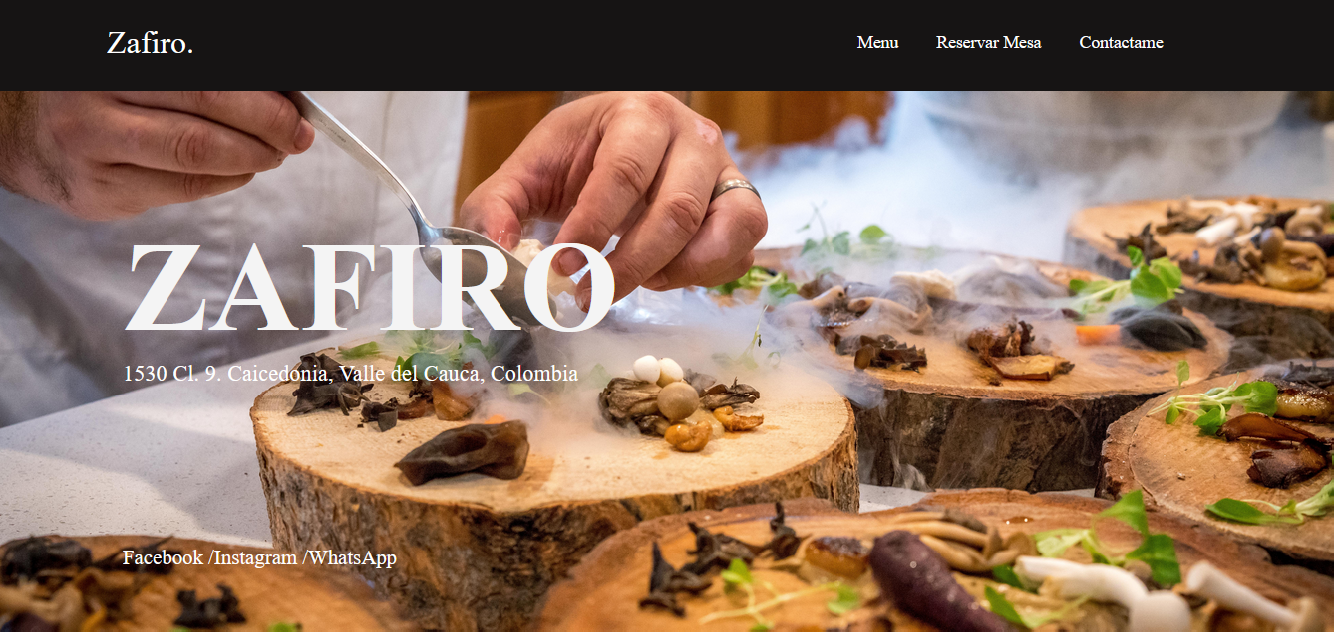 Zafiro.
Menu Reservar Mesa Contactame
ZAFIRO
1530 Cl. 9. Caicedonia, Valle del Cauca, Colombia
Facebook /Instagram /WhatsApp